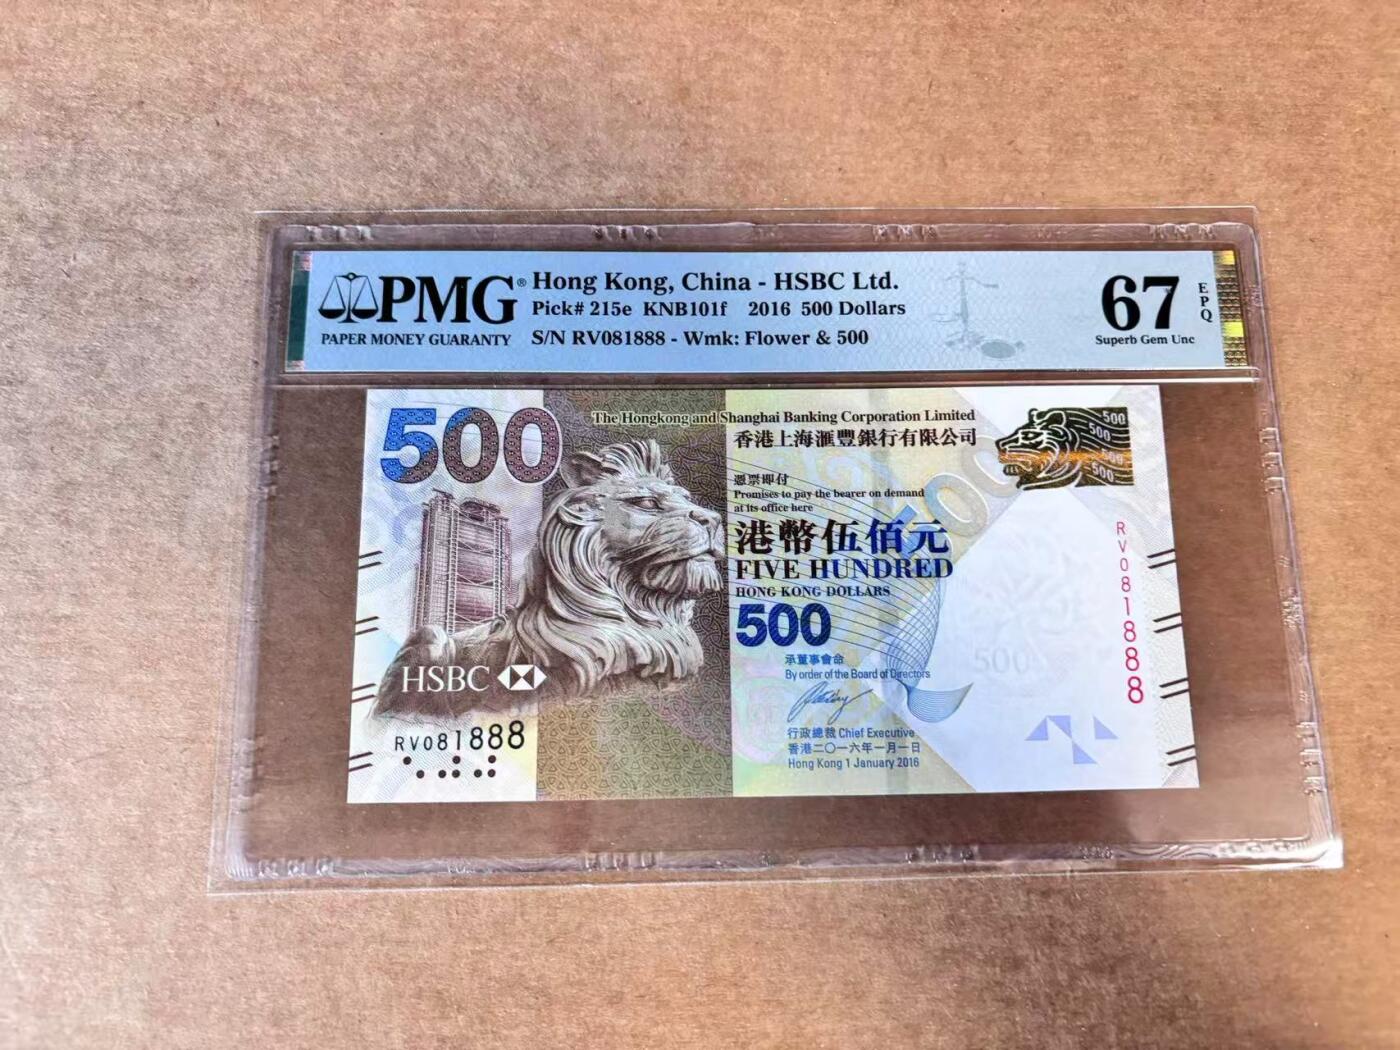 PMG®
PAPER MONEY GUARANTY
Hong Kong, China - HSBC Ltd.
Pick# 215e KNB101f 2016 500 Dollars
S/N RV081888 - Wmk: Flower & 500
67
EPQ
Superb Gem Unc
500
The Hongkong and Shanghai Banking Corporation Limited
香港上海滙豐銀行有限公司
500
500
500
500
憑票即付
Promises to pay the bearer on demand
at its office here
港幣伍佰元
FIVE HUNDRED
HONG KONG DOLLARS
500
500
500
承董事會命
By order of the Board of Directors
行政總裁 Chief Executive
香港二〇一六年一月一日
Hong Kong 1 January 2016
HSBC
RV081888
RV081888